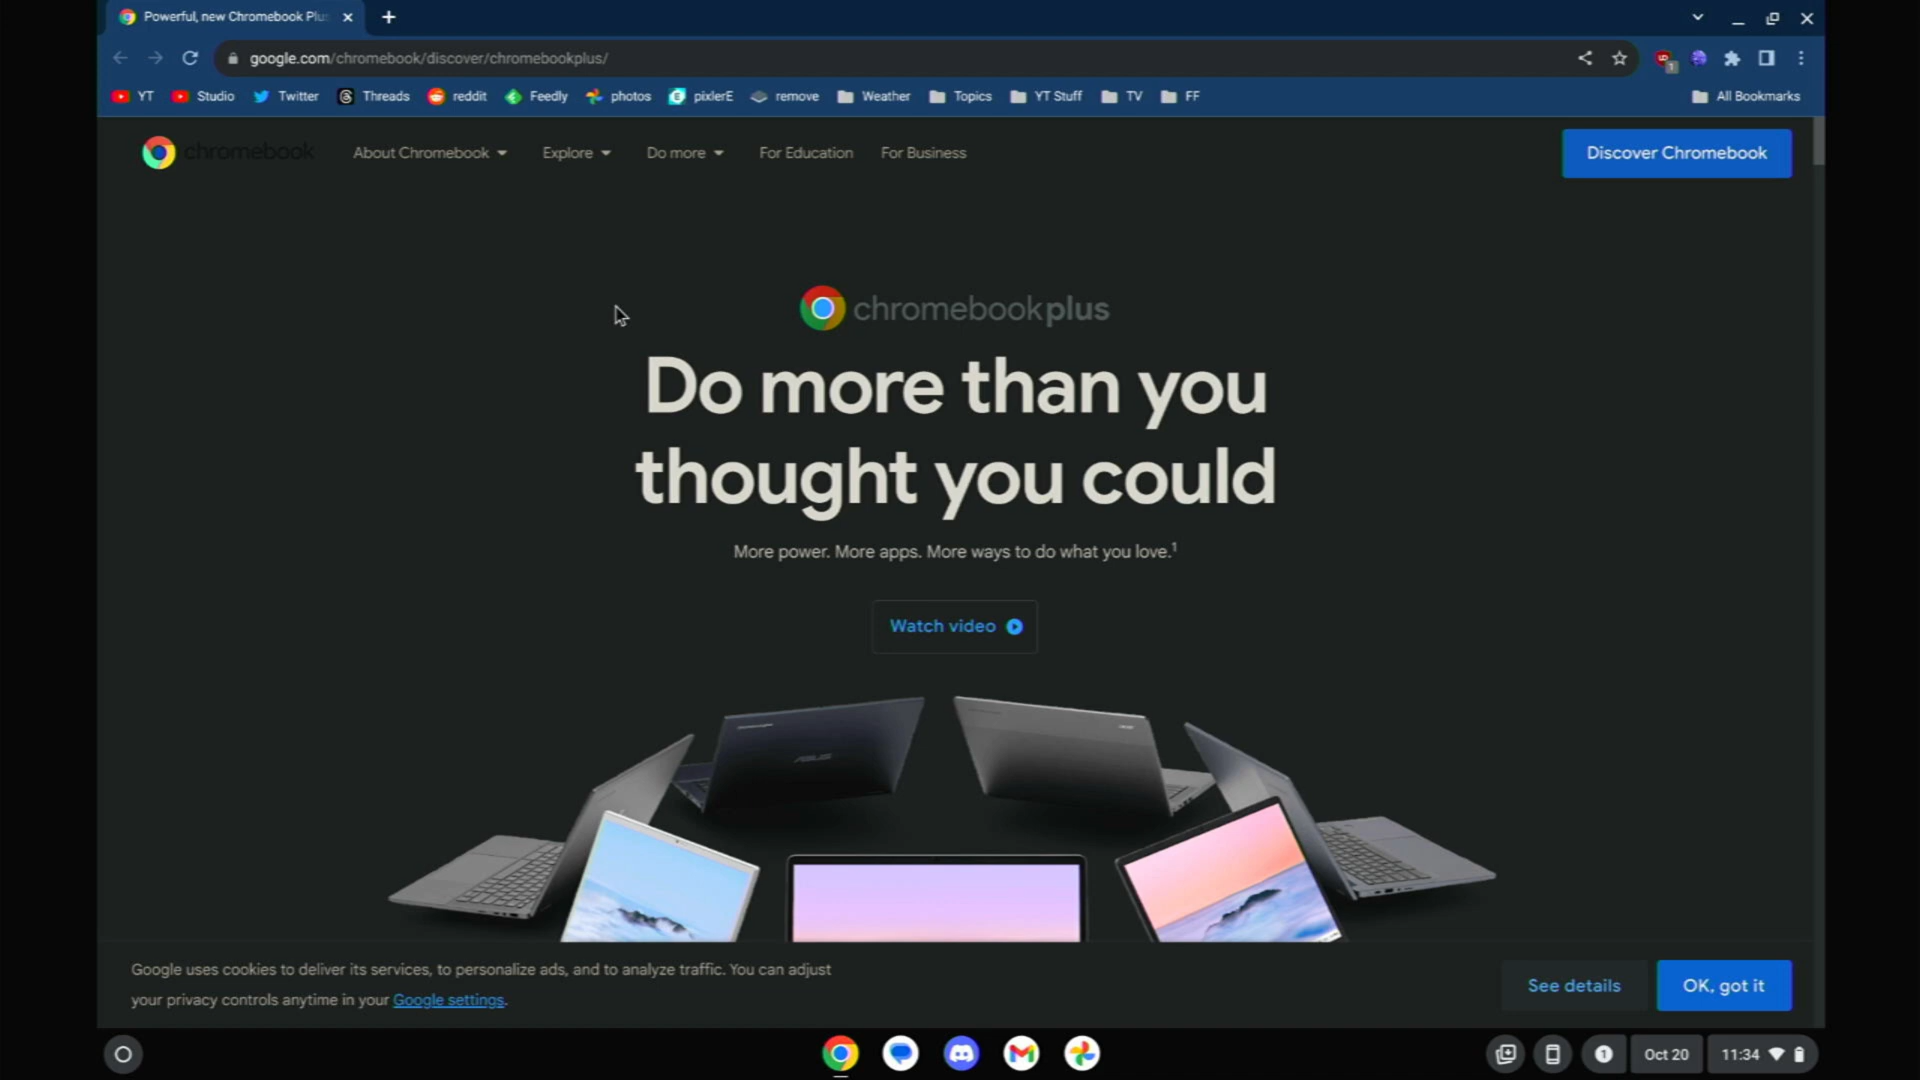 Powerful, new Chromebook Plus
google.com/chromebook/discover/chromebookplus/
YT Studio Twitter Threads reddit Feedly photos pixlerE remove Weather Topics YT Stuff TV FF All Bookmarks
chromebook About Chromebook Explore Do more For Education For Business Discover Chromebook
chromebookplus
Do more than you
thought you could
More power. More apps. More ways to do what you love.1
Watch video
ASUS
acer
Google uses cookies to deliver its services, to personalize ads, and to analyze traffic. You can adjust
your privacy controls anytime in your Google settings.
See details OK, got it
1 Oct 20 11:34